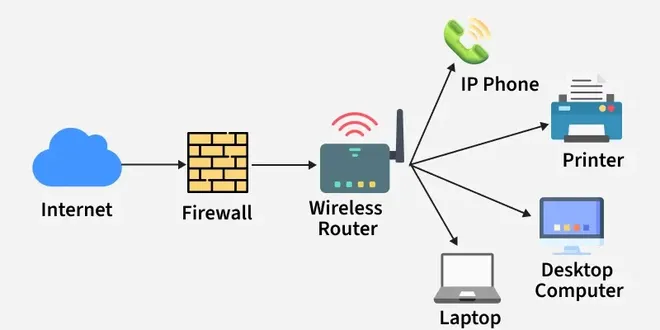 IP Phone
Printer
Internet
Firewall
Wireless
Router
Desktop
Computer
Laptop